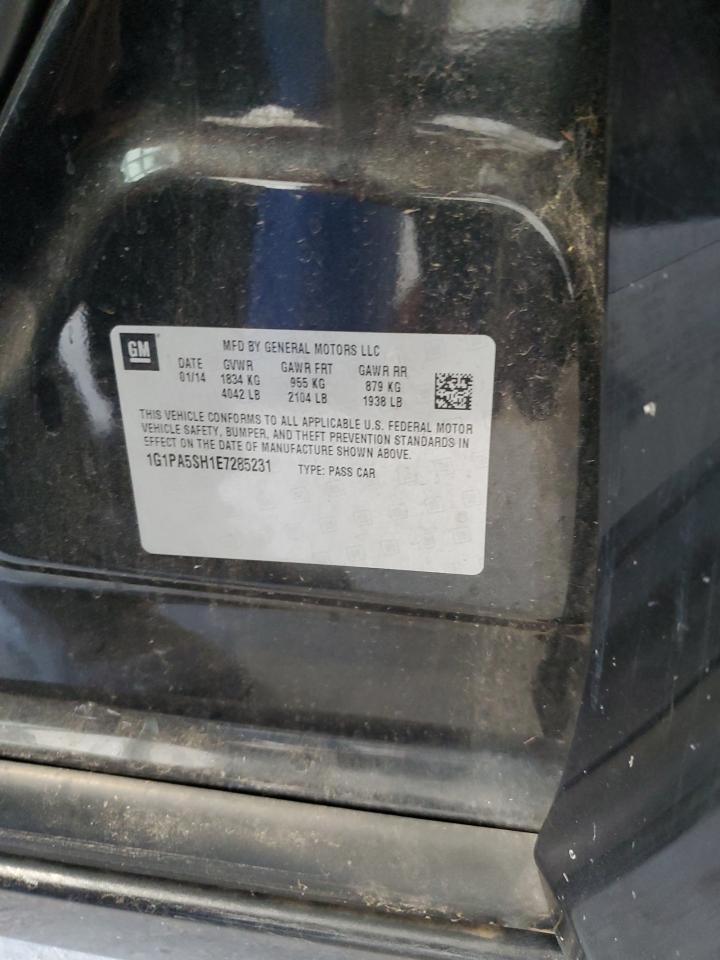 GM
MFD BY GENERAL MOTORS LLC
DATE GVWR GAWR FRT GAWR RR
01/14 1834 KG 955 KG 879 KG
4042 LB 2104 LB 1938 LB
THIS VEHICLE CONFORMS TO ALL APPLICABLE U.S. FEDERAL MOTOR
VEHICLE SAFETY, BUMPER, AND THEFT PREVENTION STANDARDS IN
EFFECT ON THE DATE OF MANUFACTURE SHOWN ABOVE.
1G1PA5SH1E7285231 TYPE: PASS CAR